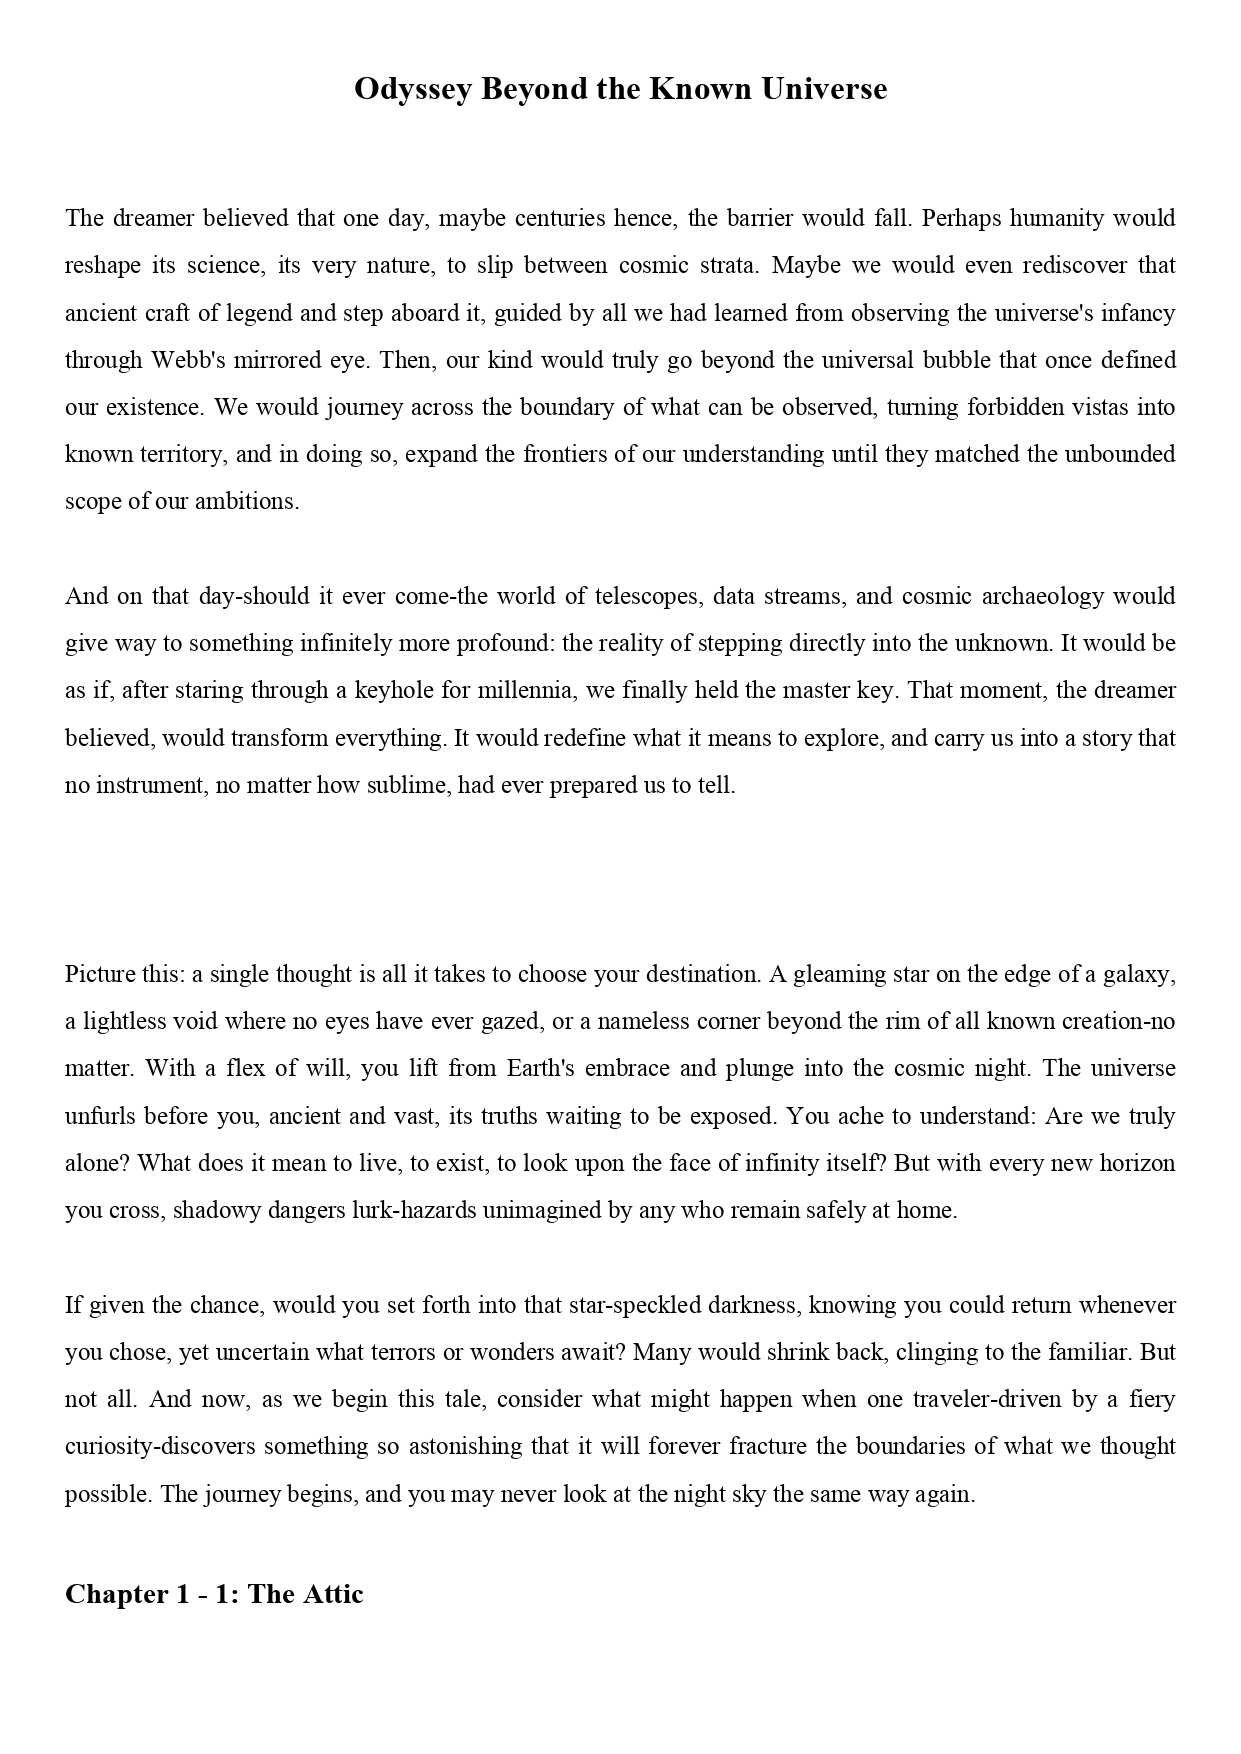 Odyssey Beyond the Known Universe
The dreamer believed that one day, maybe centuries hence, the barrier would fall. Perhaps humanity would
reshape its science, its very nature, to slip between cosmic strata. Maybe we would even rediscover that
ancient craft of legend and step aboard it, guided by all we had learned from observing the universe's infancy
through Webb's mirrored eye. Then, our kind would truly go beyond the universal bubble that once defined
our existence. We would journey across the boundary of what can be observed, turning forbidden vistas into
known territory, and in doing so, expand the frontiers of our understanding until they matched the unbounded
scope of our ambitions.
And on that day-should it ever come-the world of telescopes, data streams, and cosmic archaeology would
give way to something infinitely more profound: the reality of stepping directly into the unknown. It would be
as if, after staring through a keyhole for millennia, we finally held the master key. That moment, the dreamer
believed, would transform everything. It would redefine what it means to explore, and carry us into a story that
no instrument, no matter how sublime, had ever prepared us to tell.
Picture this: a single thought is all it takes to choose your destination. A gleaming star on the edge of a galaxy,
a lightless void where no eyes have ever gazed, or a nameless corner beyond the rim of all known creation-no
matter. With a flex of will, you lift from Earth's embrace and plunge into the cosmic night. The universe
unfurls before you, ancient and vast, its truths waiting to be exposed. You ache to understand: Are we truly
alone? What does it mean to live, to exist, to look upon the face of infinity itself? But with every new horizon
you cross, shadowy dangers lurk-hazards unimagined by any who remain safely at home.
If given the chance, would you set forth into that star-speckled darkness, knowing you could return whenever
you chose, yet uncertain what terrors or wonders await? Many would shrink back, clinging to the familiar. But
not all. And now, as we begin this tale, consider what might happen when one traveler-driven by a fiery
curiosity-discovers something so astonishing that it will forever fracture the boundaries of what we thought
possible. The journey begins, and you may never look at the night sky the same way again.
Chapter 1 - 1: The Attic